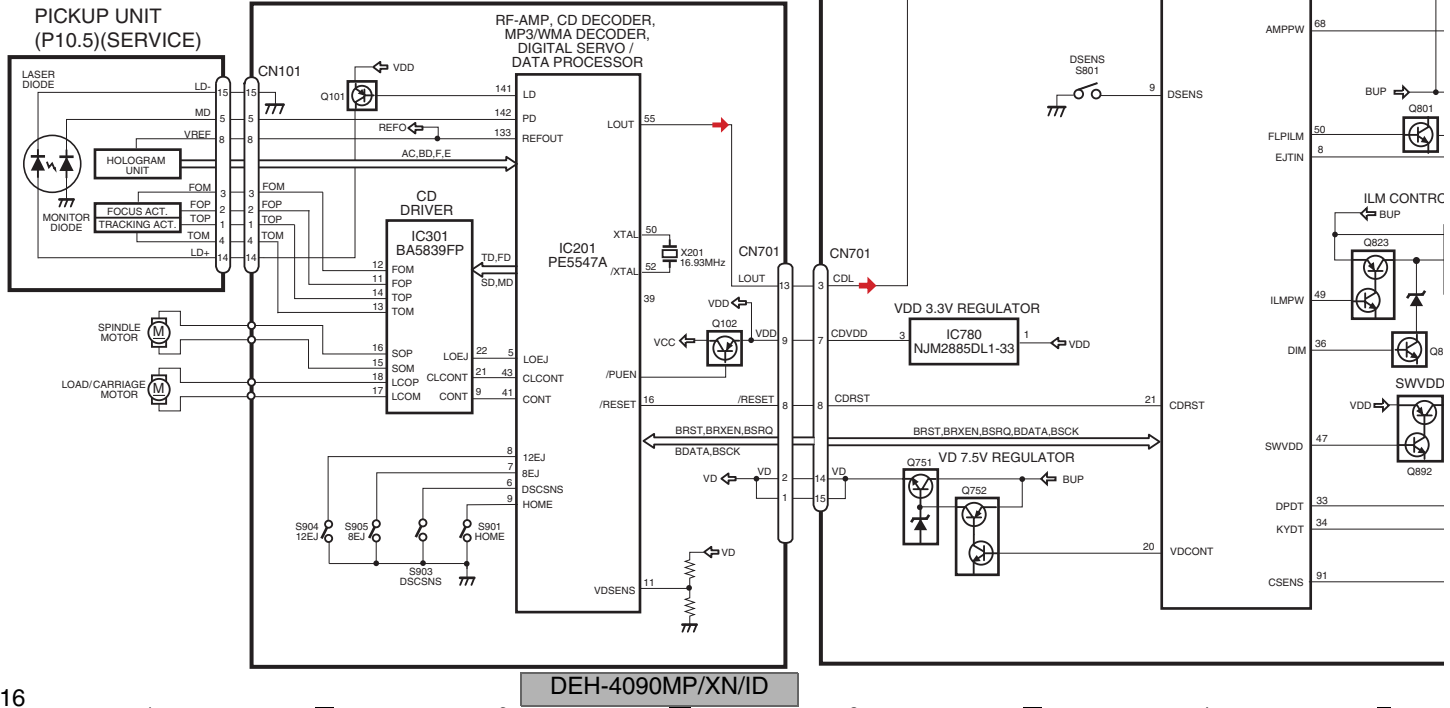 PICKUP UNIT
(P10.5)(SERVICE)
LASER
DIODE
LD-
15
15
CN101
MD
5
5
VREF
8
8
HOLOGRAM
UNIT
FOM
3
3
FOM
FOCUS ACT.
FOP
2
2
FOP
TRACKING ACT.
TOP
1
1
TOP
TOM
4
4
TOM
MONITOR
DIODE
LD+
14
14
SPINDLE
MOTOR
M
LOAD/CARRIAGE
MOTOR
M
Q101
VDD
REFO
AC,BD,F,E
RF-AMP, CD DECODER,
MP3/WMA DECODER,
DIGITAL SERVO /
DATA PROCESSOR
141
LD
142
PD
133
REFOUT
LOUT
55
CD
DRIVER
IC301
BA5839FP
12
FOM
11
FOP
14
TOP
13
TOM
16
SOP
15
SOM
18
LCOP
17
LCOM
TD,FD
SD,MD
LOEJ
22
5
LOEJ
CLCONT
21
43
CLCONT
CONT
9
41
CONT
IC201
PE5547A
XTAL
50
/XTAL
52
X201
16.93MHz
39
/PUEN
/RESET
16
/RESET
8
8
CDRST
8
12EJ
7
8EJ
6
DSCSNS
9
HOME
S904
12EJ
S905
8EJ
S903
DSCSNS
S901
HOME
VDSENS
11
VD
CN701
CN701
LOUT
13
3
CDL
VDD
Q102
VCC
VDD
9
7
CDVDD
BRST,BRXEN,BSRQ
BDATA,BSCK
VD
VD
2
1
14
15
VD
VDD 3.3V REGULATOR
3
IC780
NJM2885DL1-33
1
VDD
BRST,BRXEN,BSRQ,BDATA,BSCK
Q751
VD 7.5V REGULATOR
BUP
Q752
DSENS
S801
9
DSENS
21
CDRST
20
VDCONT
AMPPW
68
BUP
Q801
FLPILM
50
EJTIN
8
ILM CONTRO
BUP
Q823
ILMPW
49
DIM
36
Q8
SWVDD
VDD
SWVDD
47
Q892
DPDT
33
KYDT
34
CSENS
91
16
DEH-4090MP/XN/ID